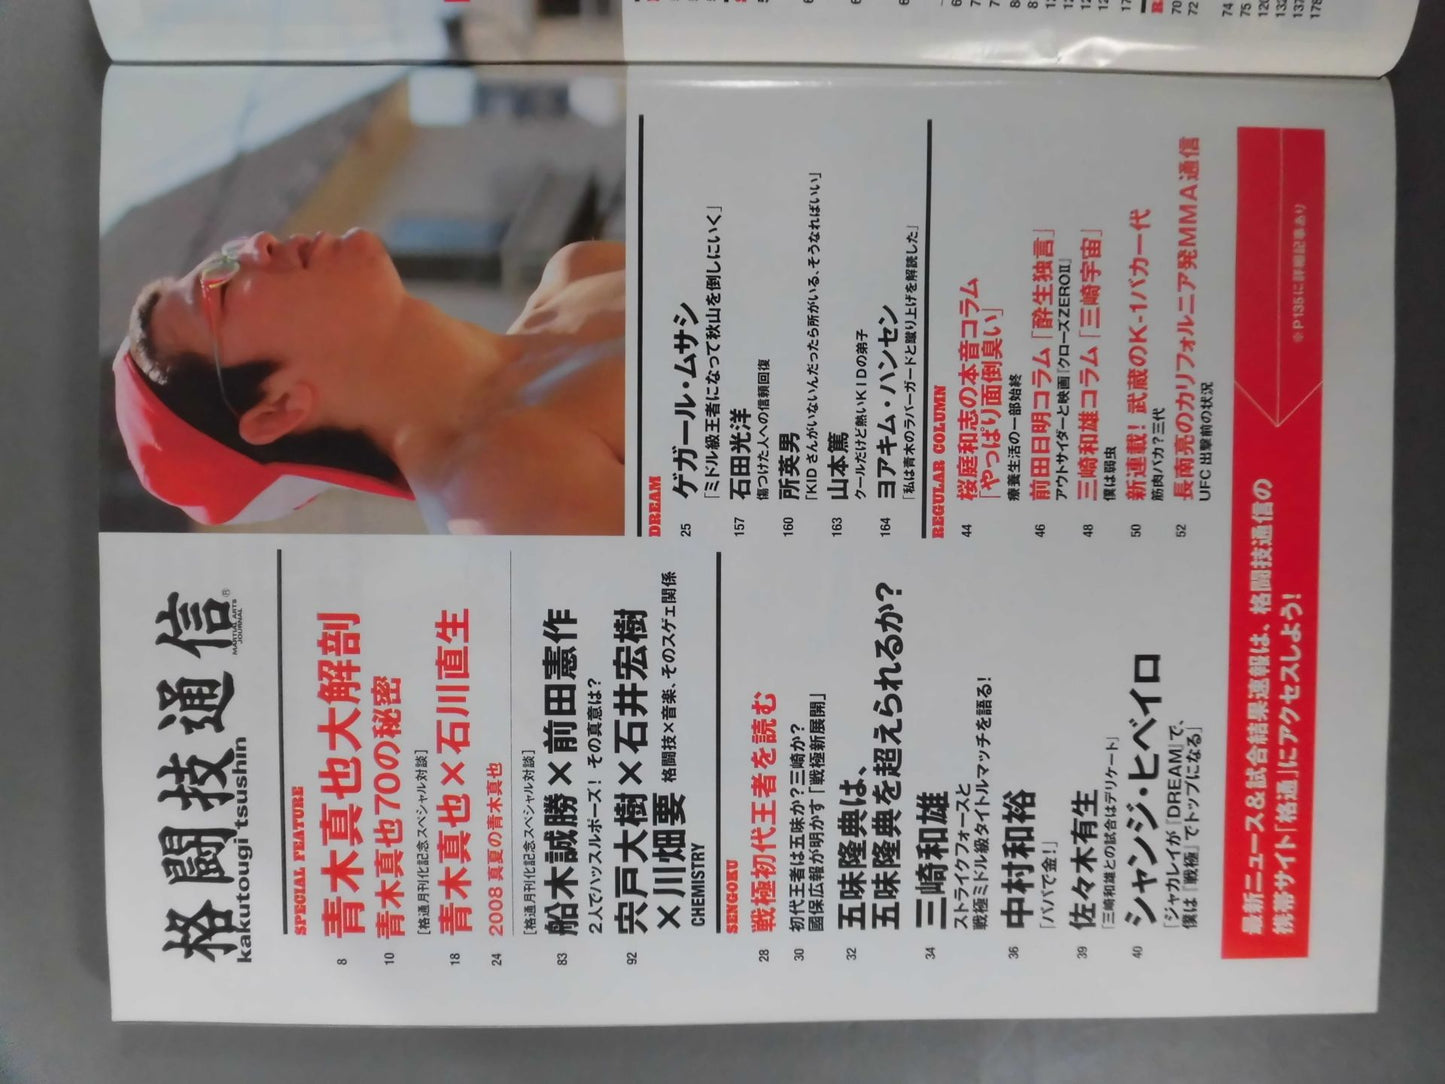 格闘技通信®
MARTIAL ARTS
JOURNAL
kakutougi tsushin
SPECIAL FEATURE
8 青木真也大解剖
10 青木真也70の秘密
[格通月刊化記念スペシャル対談]
18 青木真也×石川直生
24 2008 真夏の青木真也
[格通月刊化記念スペシャル対談]
83 船木誠勝×前田憲作
2人でハッスルポーズ! その真意は?
92 宍戸大樹×石井宏樹
×川畑要 格闘技×音楽、そのスゲェ関係
CHEMISTRY
SENGOKU
28 戦極初代王者を読む
30 初代王者は五味か?三崎か?
國保広報が明かす「戦極新展開」
32 五味隆典は、
五味隆典を超えられるか?
34 三崎和雄
ストライクフォースと
戦極ミドル級タイトルマッチを語る!
36 中村和裕
「ババで金!」
39 佐々木有生
「三崎和雄との試合はデリケート」
40 シャンジ・ヒベイロ
「ジャカレイが『DREAM』で、
僕は『戦極』でトップになる」
DREAM
25 ゲガール・ムサシ
「ミドル級王者になって秋山を倒しにいく」
157 石田光洋
傷つけた人への信頼回復
160 所英男
「KIDさんがいないんだったら所がいる、そうなればいい」
163 山本篤
クールだけど熱いKIDの弟子
164 ヨアキム・ハンセン
「私は青木のラバーガードと蹴り上げを解読した」
REGULAR COLUMN
44 桜庭和志の本音コラム
「やっぱり面倒臭い」
療養生活の一部始終
46 前田日明コラム「酔生独言」
アウトサイダーと映画『クローズZEROⅡ』
48 三崎和雄コラム「三崎宇宙」
僕は弱虫
50 新連載! 武蔵のK-1バカ一代
筋肉バカ?三代
52 長南亮のカリフォルニア発MMA通信
UFC出撃前の状況
最新ニュース&試合結果速報は、格闘技通信の
携帯サイト「格通」にアクセスしよう!
※P135に詳細記事あり
70
72
74
75
120
132
137
178